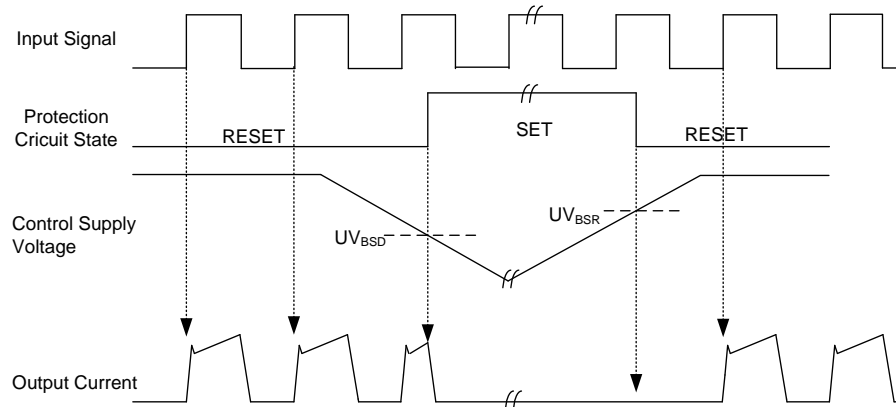 Input Signal
Protection
Cricuit State
RESET
SET
RESET
Control Supply
Voltage
UVBSD
UVBSR
Output Current